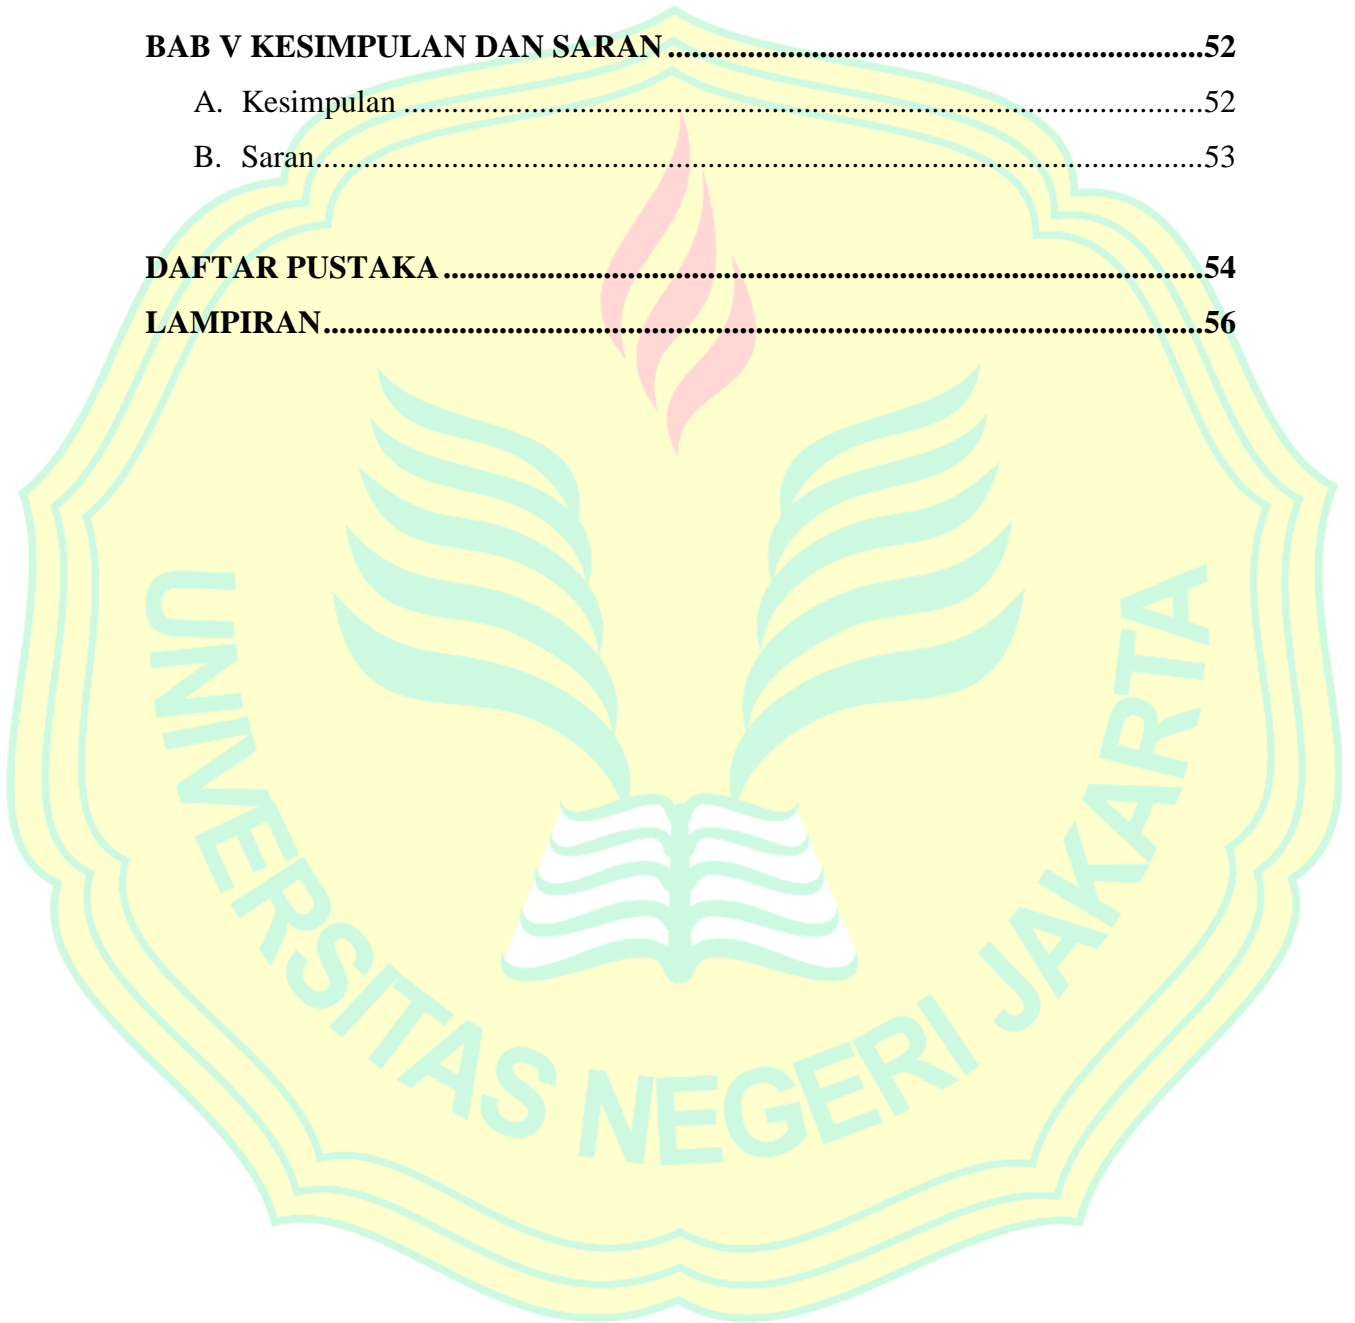 BAB V KESIMPULAN DAN SARAN ................................................................52
A. Kesimpulan ....................................................................................................52
B. Saran...............................................................................................................53
DAFTAR PUSTAKA ............................................................................................54
LAMPIRAN...........................................................................................................56
UNIVERSITAS NEGERI JAKARTA